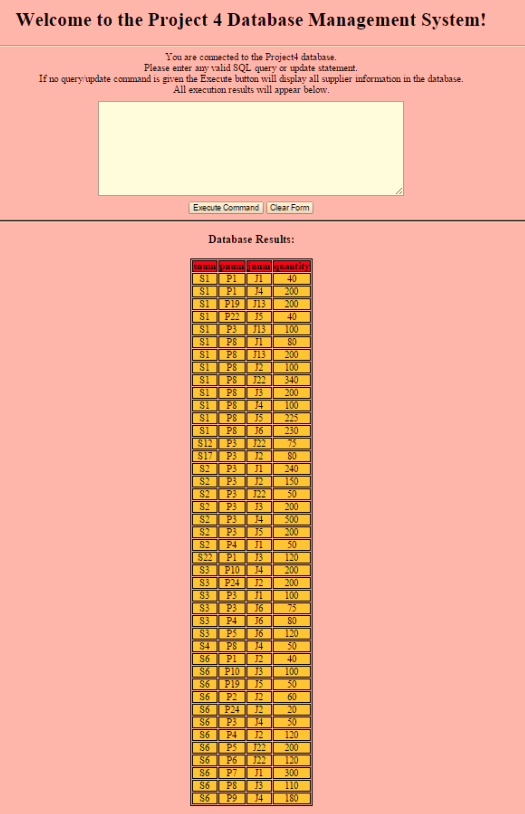 Welcome to the Project 4 Database Management System!
You are connected to the Project4 database.
Please enter any valid SQL query or update statement.
If no query/update command is given the Execute button will display all supplier information in the database.
All execution results will appear below.
Execute Command Clear Form
Database Results:
snum pnum jnum quantity
S1 P1 J1 40
S1 P1 J4 200
S1 P19 J13 200
S1 P22 J5 40
S1 P3 J13 100
S1 P8 J1 80
S1 P8 J13 200
S1 P8 J2 100
S1 P8 J22 340
S1 P8 J3 200
S1 P8 J4 100
S1 P8 J5 225
S1 P8 J6 230
S12 P3 J22 75
S17 P3 J2 80
S2 P3 J1 240
S2 P3 J2 150
S2 P3 J22 50
S2 P3 J3 200
S2 P3 J4 500
S2 P3 J5 200
S2 P4 J1 50
S22 P1 J3 120
S3 P10 J4 200
S3 P24 J2 200
S3 P3 J1 100
S3 P3 J6 75
S3 P4 J6 80
S3 P5 J6 120
S4 P8 J4 50
S6 P1 J2 40
S6 P10 J3 100
S6 P19 J5 50
S6 P2 J2 60
S6 P24 J2 20
S6 P3 J4 50
S6 P4 J2 120
S6 P5 J22 200
S6 P6 J22 120
S6 P7 J1 300
S6 P8 J3 110
S6 P9 J4 180